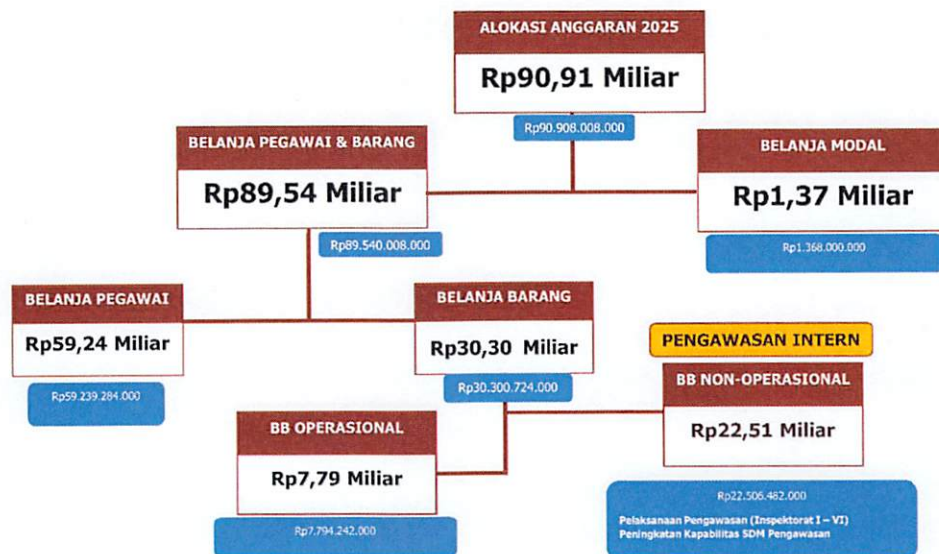 ALOKASI ANGGARAN 2025
Rp90,91 Miliar
Rp90.908.008.000
BELANJA PEGAWAI & BARANG
Rp89,54 Miliar
Rp89.540.008.000
BELANJA MODAL
Rp1,37 Miliar
Rp1.368.000.000
BELANJA PEGAWAI
Rp59,24 Miliar
Rp59.239.284.000
BELANJA BARANG
Rp30,30 Miliar
Rp30.300.724.000
PENGAWASAN INTERN
BB NON-OPERASIONAL
Rp22,51 Miliar
Rp22.506.482.000
Pelaksanaan Pengawasan (Inspektorat I – VI)
Peningkatan Kapabilitas SDM Pengawasan
BB OPERASIONAL
Rp7,79 Miliar
Rp7.794.242.000